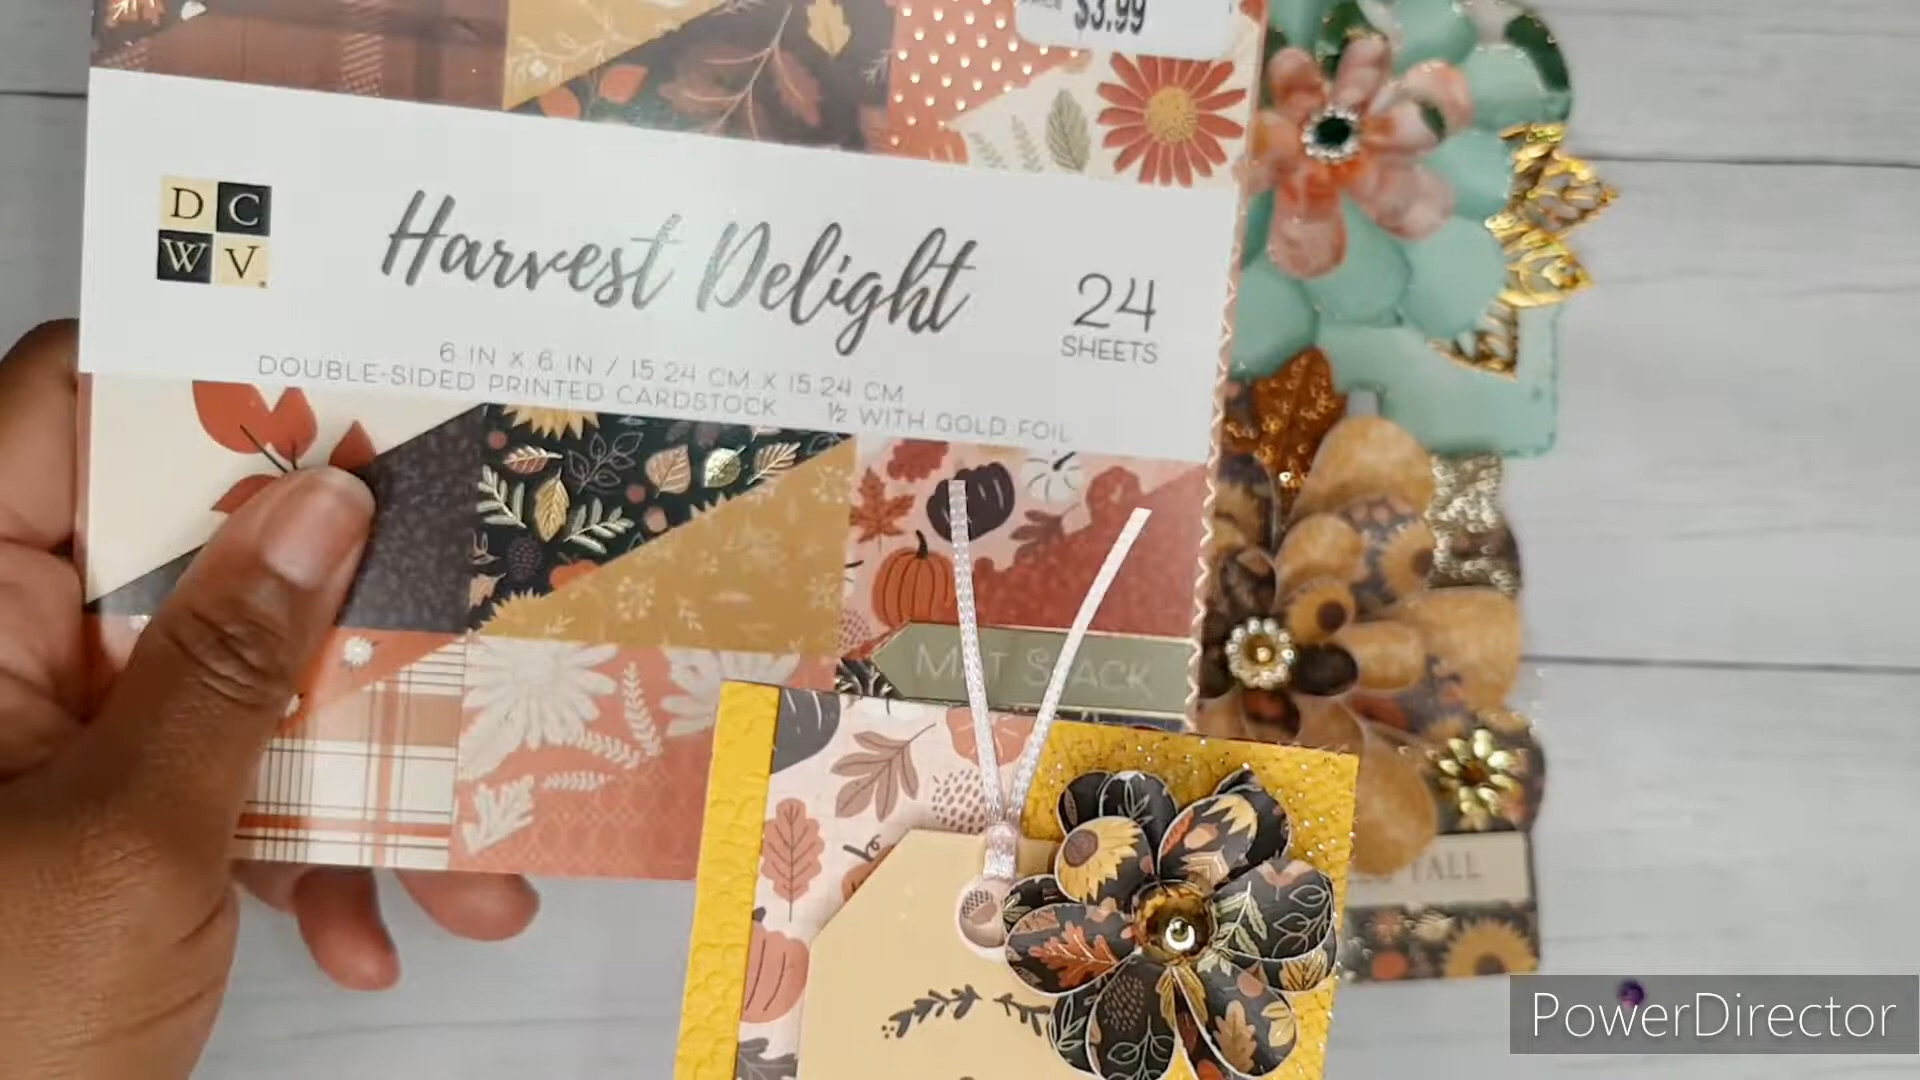 $3.99
D C
W V
Harvest Delight
24
SHEETS
6 IN X 6 IN / 15.24 CM X 15.24 CM
DOUBLE-SIDED PRINTED CARDSTOCK ½ WITH GOLD FOIL
MAT STACK
FALL
PowerDirector